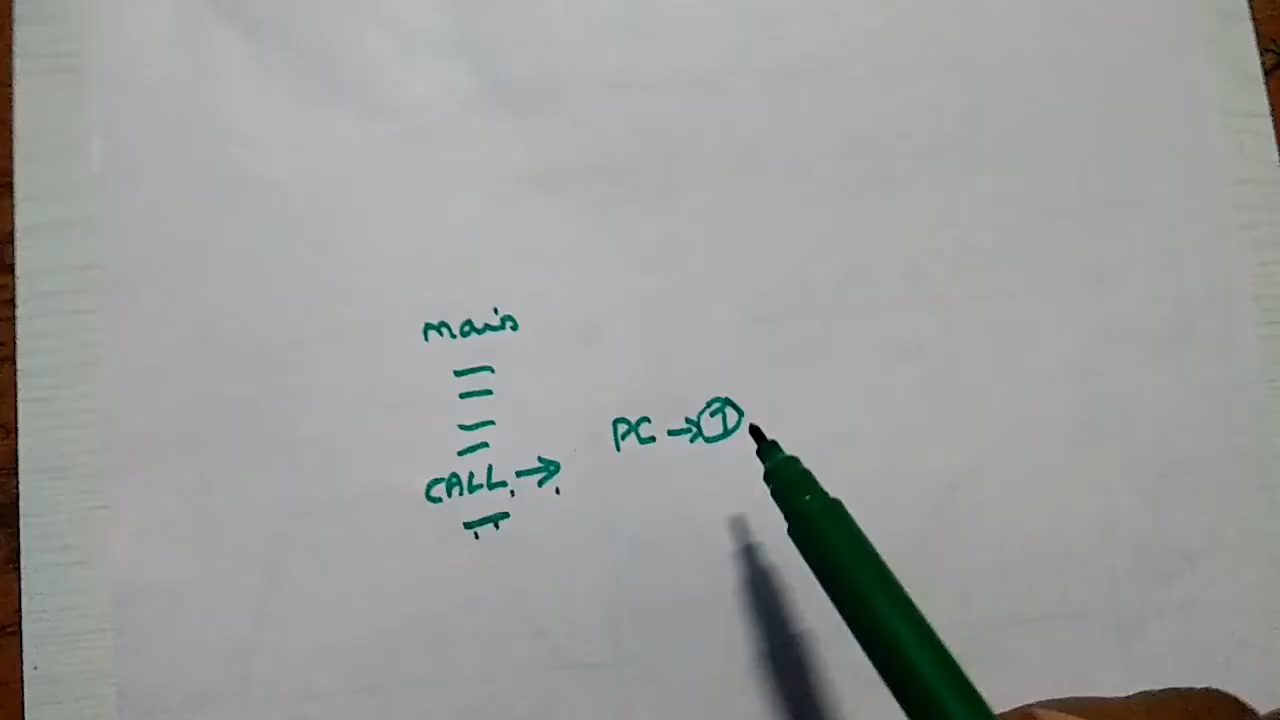 main
CALL →
PC → I